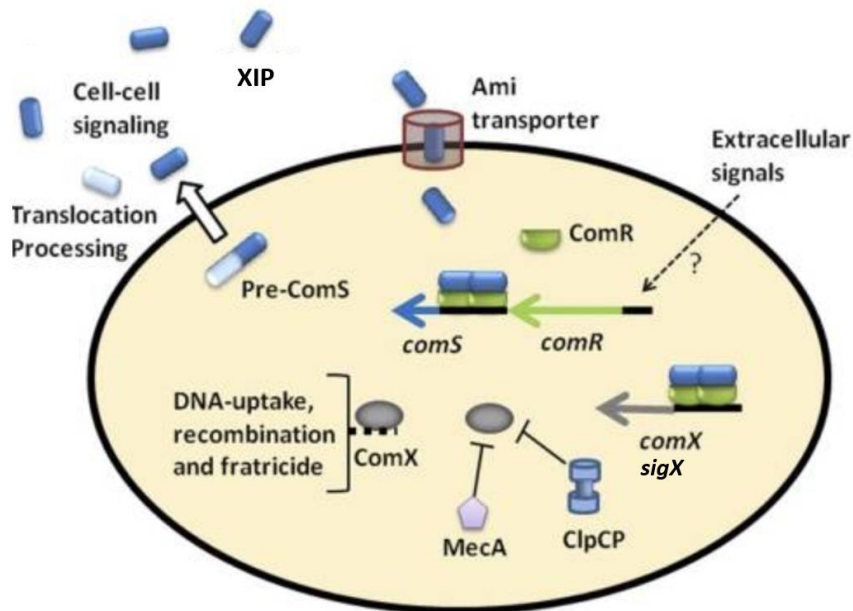 XIP
Cell-cell
signaling
Ami
transporter
Extracellular
signals
Translocation
Processing
ComR
?
Pre-ComS
comS
comR
DNA-uptake,
recombination
and fratricide
ComX
comX
sigX
MecA
ClpCP